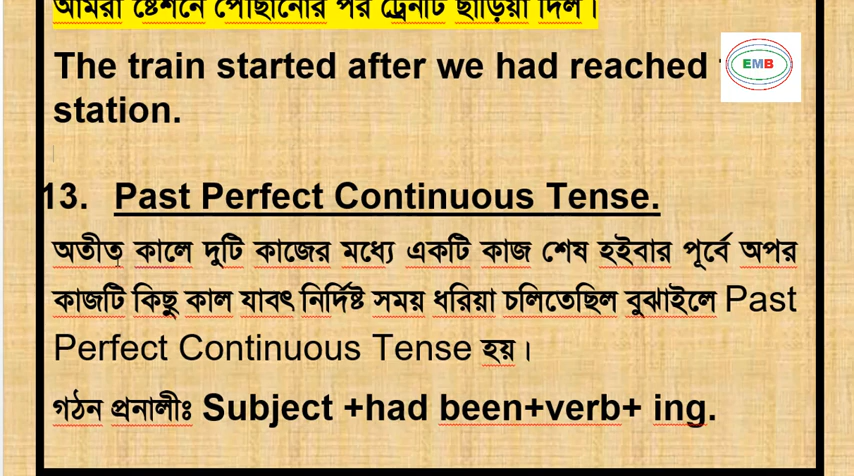 আমরা ষ্টেশনে পৌছানোর পর ট্রেনটি ছাড়িয়া দিল।
The train started after we had reached
station.
EMB
13. Past Perfect Continuous Tense.
অতীত কালে দুটি কাজের মধ্যে একটি কাজ শেষ হইবার পূর্বে অপর
কাজটি কিছু কাল যাবৎ নির্দিষ্ট সময় ধরিয়া চলিতেছিল বুঝাইলে Past
Perfect Continuous Tense হয়।
গঠন প্রনালীঃ Subject +had been+verb+ ing.